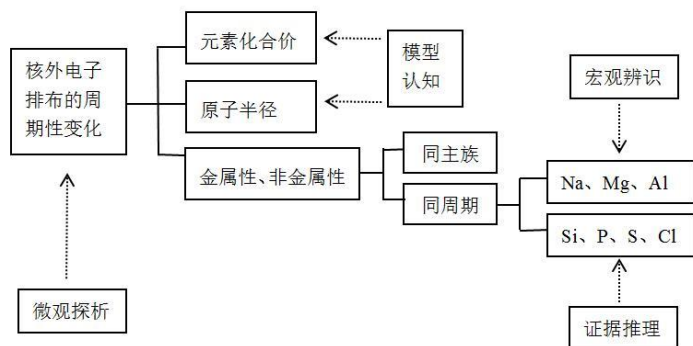 核外电子
排布的周
期性变化
元素化合价
原子半径
金属性、非金属性
模型
认知
同主族
同周期
宏观辨识
Na、Mg、Al
Si、P、S、Cl
微观探析
证据推理